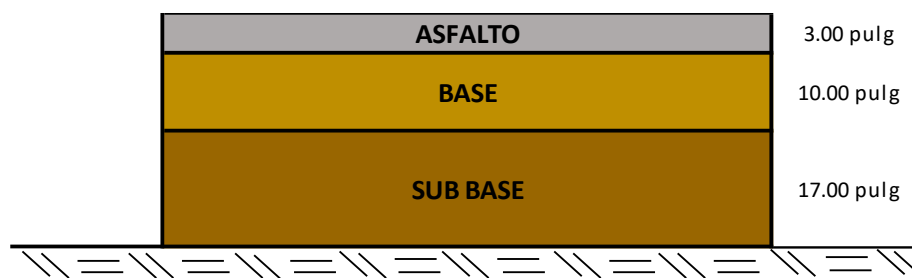 ASFALTO 3.00 pulg
BASE 10.00 pulg
SUB BASE 17.00 pulg